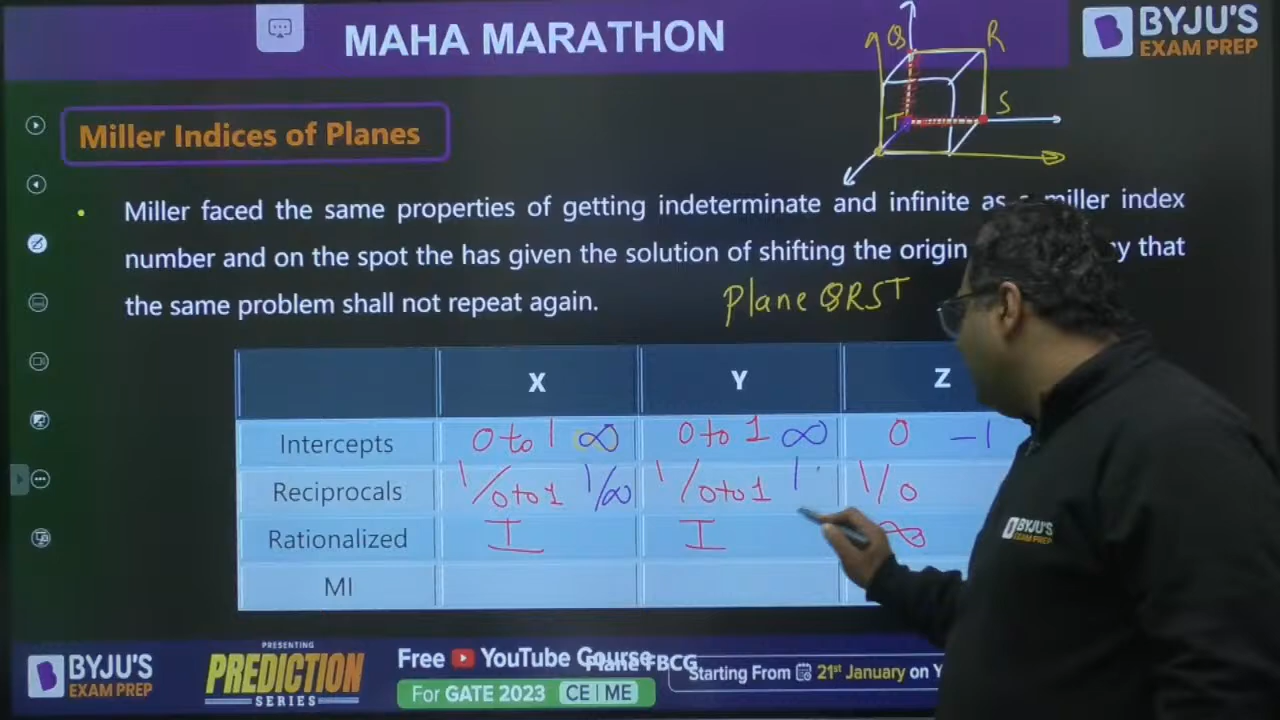 MAHA MARATHON
BYJU'S
EXAM PREP
Q R
T S
Miller Indices of Planes
Miller faced the same properties of getting indeterminate and infinite as a miller index
number and on the spot the has given the solution of shifting the origin y that
the same problem shall not repeat again.
Plane QRST
X Y Z
Intercepts 0 to 1 ∞ 0 to 1 ∞ 0 -1
Reciprocals 1/0 to 1 1/∞ 1/0 to 1 1/0
Rationalized I I ∞
MI
BYJU'S
EXAM PREP
BYJU'S
EXAM PREP
PRESENTING
PREDICTION
SERIES
Free YouTube Course
Plane FBCG
For GATE 2023 CE | ME
Starting From 21st January on Y